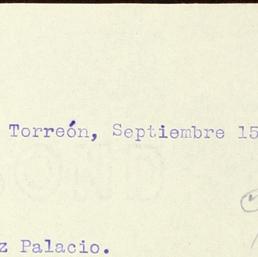 Torreón, Septiembre 15
z Palacio.